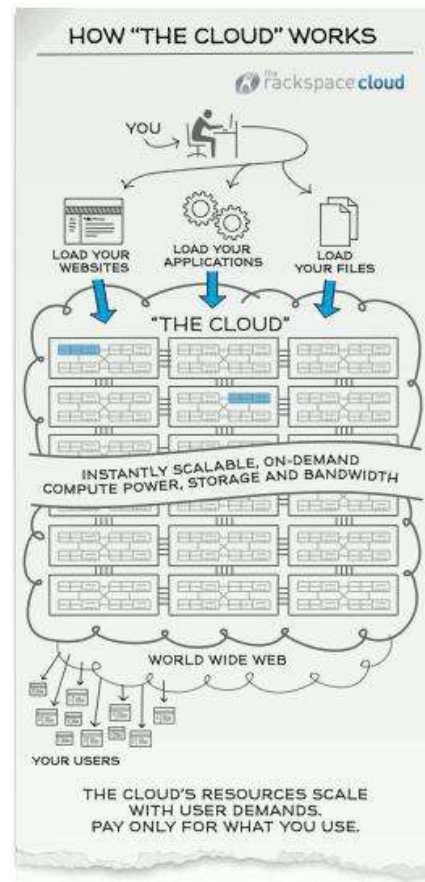 HOW "THE CLOUD" WORKS
the
rackspace cloud
YOU
LOAD YOUR
WEBSITES
LOAD YOUR
APPLICATIONS
LOAD
YOUR FILES
"THE CLOUD"
INSTANTLY SCALABLE, ON-DEMAND
COMPUTE POWER, STORAGE AND BANDWIDTH
WORLD WIDE WEB
YOUR USERS
THE CLOUD'S RESOURCES SCALE
WITH USER DEMANDS.
PAY ONLY FOR WHAT YOU USE.